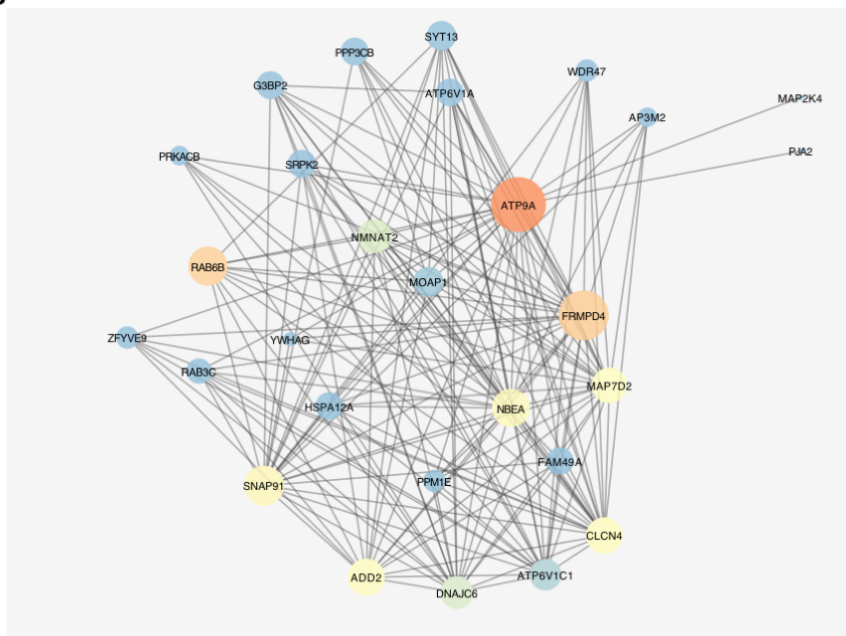 SYT13
PPP3CB
WDR47
G3BP2
ATP6V1A
MAP2K4
AP3M2
PJA2
PRKACB
SRPK2
ATP9A
NMNAT2
RAB6B
MOAP1
FRMPD4
ZFYVE9
YWHAG
RAB3C
MAP7D2
HSPA12A
NBEA
FAM49A
PPM1E
SNAP91
CLCN4
ADD2
ATP6V1C1
DNAJC6